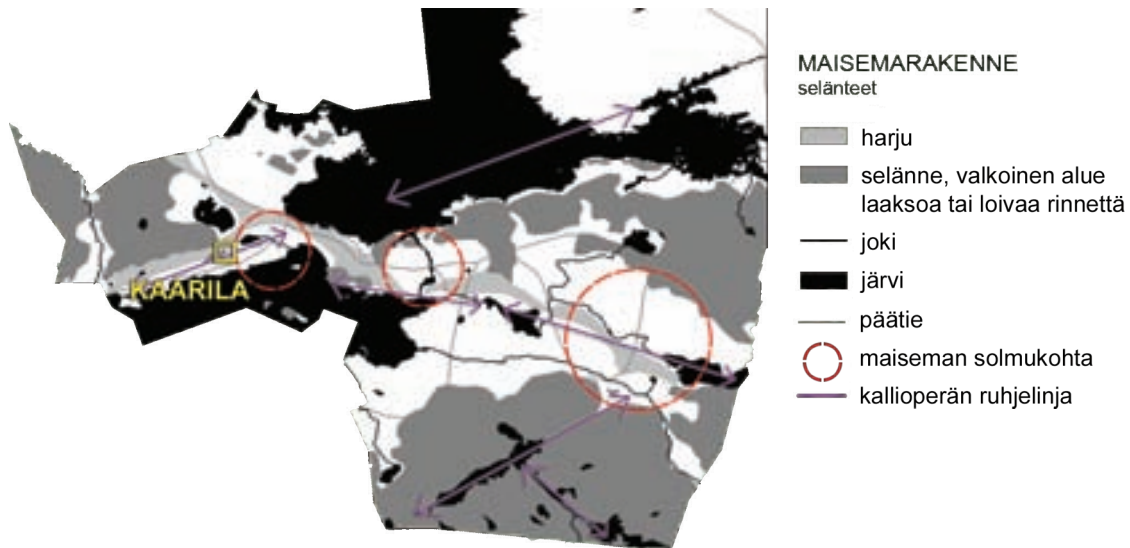 KAARILA
MAISEMARAKENNE
selänteet
harju
selänne, valkoinen alue
laaksoa tai loivaa rinnettä
joki
järvi
päätie
maiseman solmukohta
kallioperän ruhjelinja